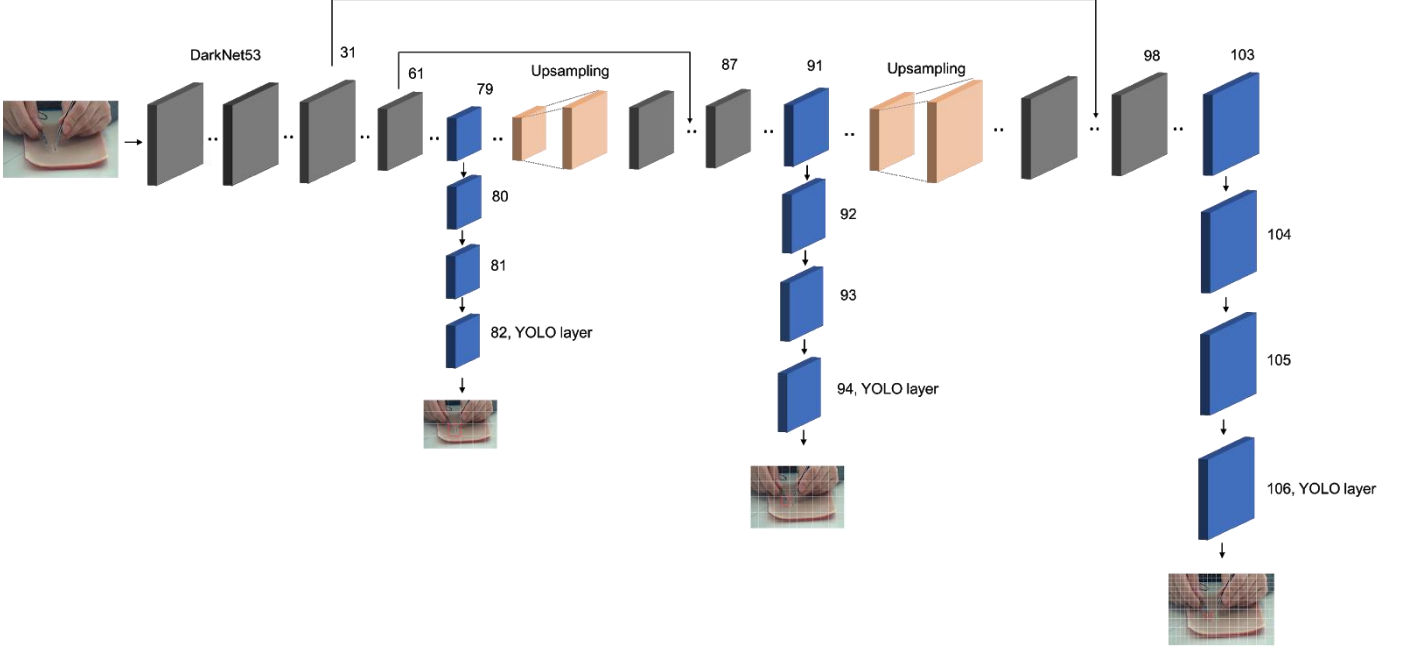 DarkNet53
31
61
79
Upsampling
87
91
Upsampling
98
103
80
81
82, YOLO layer
92
93
94, YOLO layer
104
105
106, YOLO layer